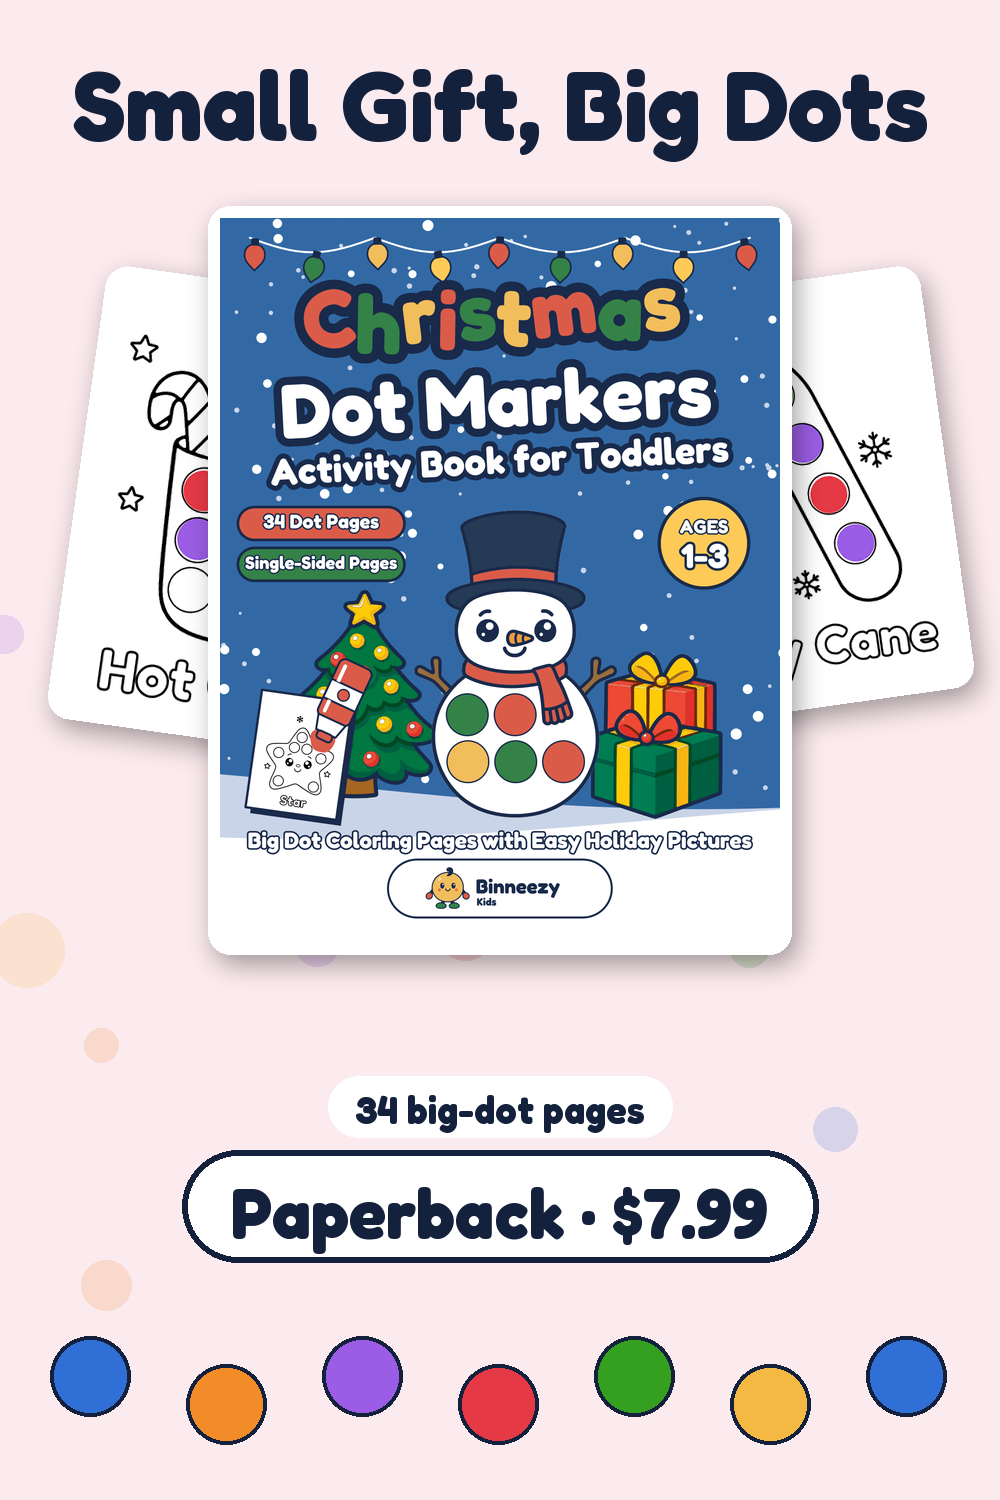 Small Gift, Big Dots
Christmas
Dot Markers
Activity Book for Toddlers
34 Dot Pages
Single-Sided Pages
AGES
1-3
Hot
Cane
Star
Big Dot Coloring Pages with Easy Holiday Pictures
Binneezy
Kids
34 big-dot pages
Paperback · $7.99